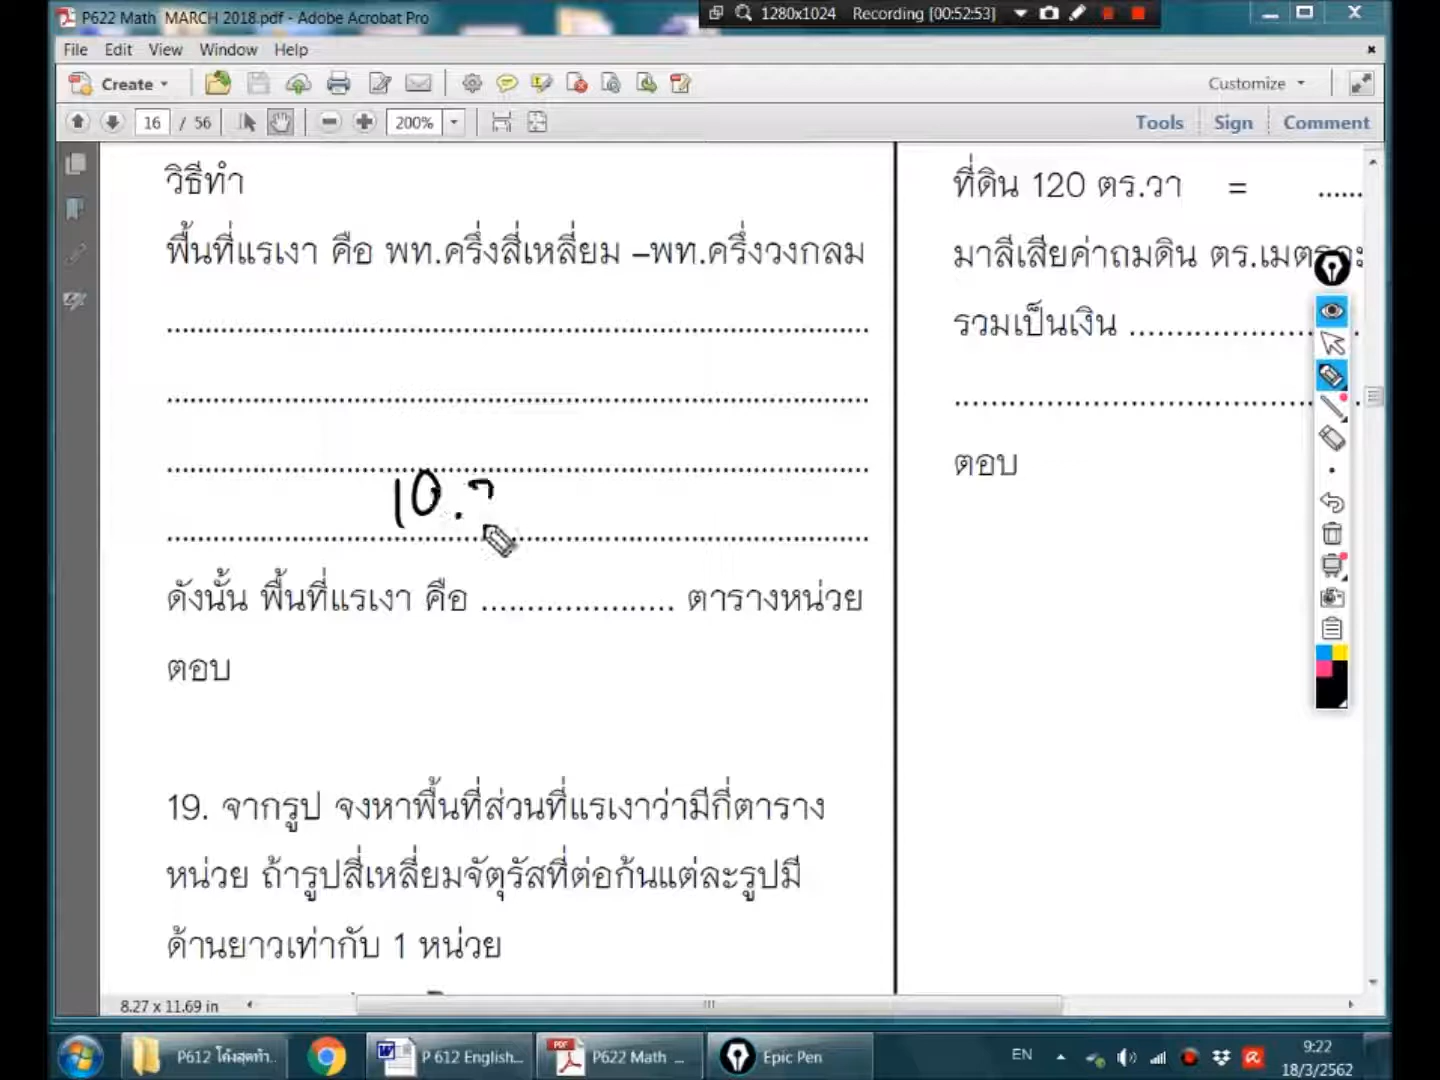 P622 Math MARCH 2018.pdf - Adobe Acrobat Pro
1280x1024 Recording [00:52:53]
File Edit View Window Help
Create Customize
16 / 56 200% Tools Sign Comment
วิธีทำ
พื้นที่แรเงา คือ พท.ครึ่งสี่เหลี่ยม –พท.ครึ่งวงกลม
10.
ดังนั้น พื้นที่แรเงา คือ ..................... ตารางหน่วย
ตอบ
19. จากรูป จงหาพื้นที่ส่วนที่แรเงาว่ามีกี่ตาราง
หน่วย ถ้ารูปสี่เหลี่ยมจัตุรัสที่ต่อก้นแต่ละรูปมี
ด้านยาวเท่ากับ 1 หน่วย
ที่ดิน 120 ตร.วา = ......
มาลีเสียค่าถมดิน
รวมเป็นเงิน ......................
ตอบ
8.27 x 11.69 in
P612 โค้งสุดท้า.. P 612 English... P622 Math ... Epic Pen EN 9:22
18/3/2562